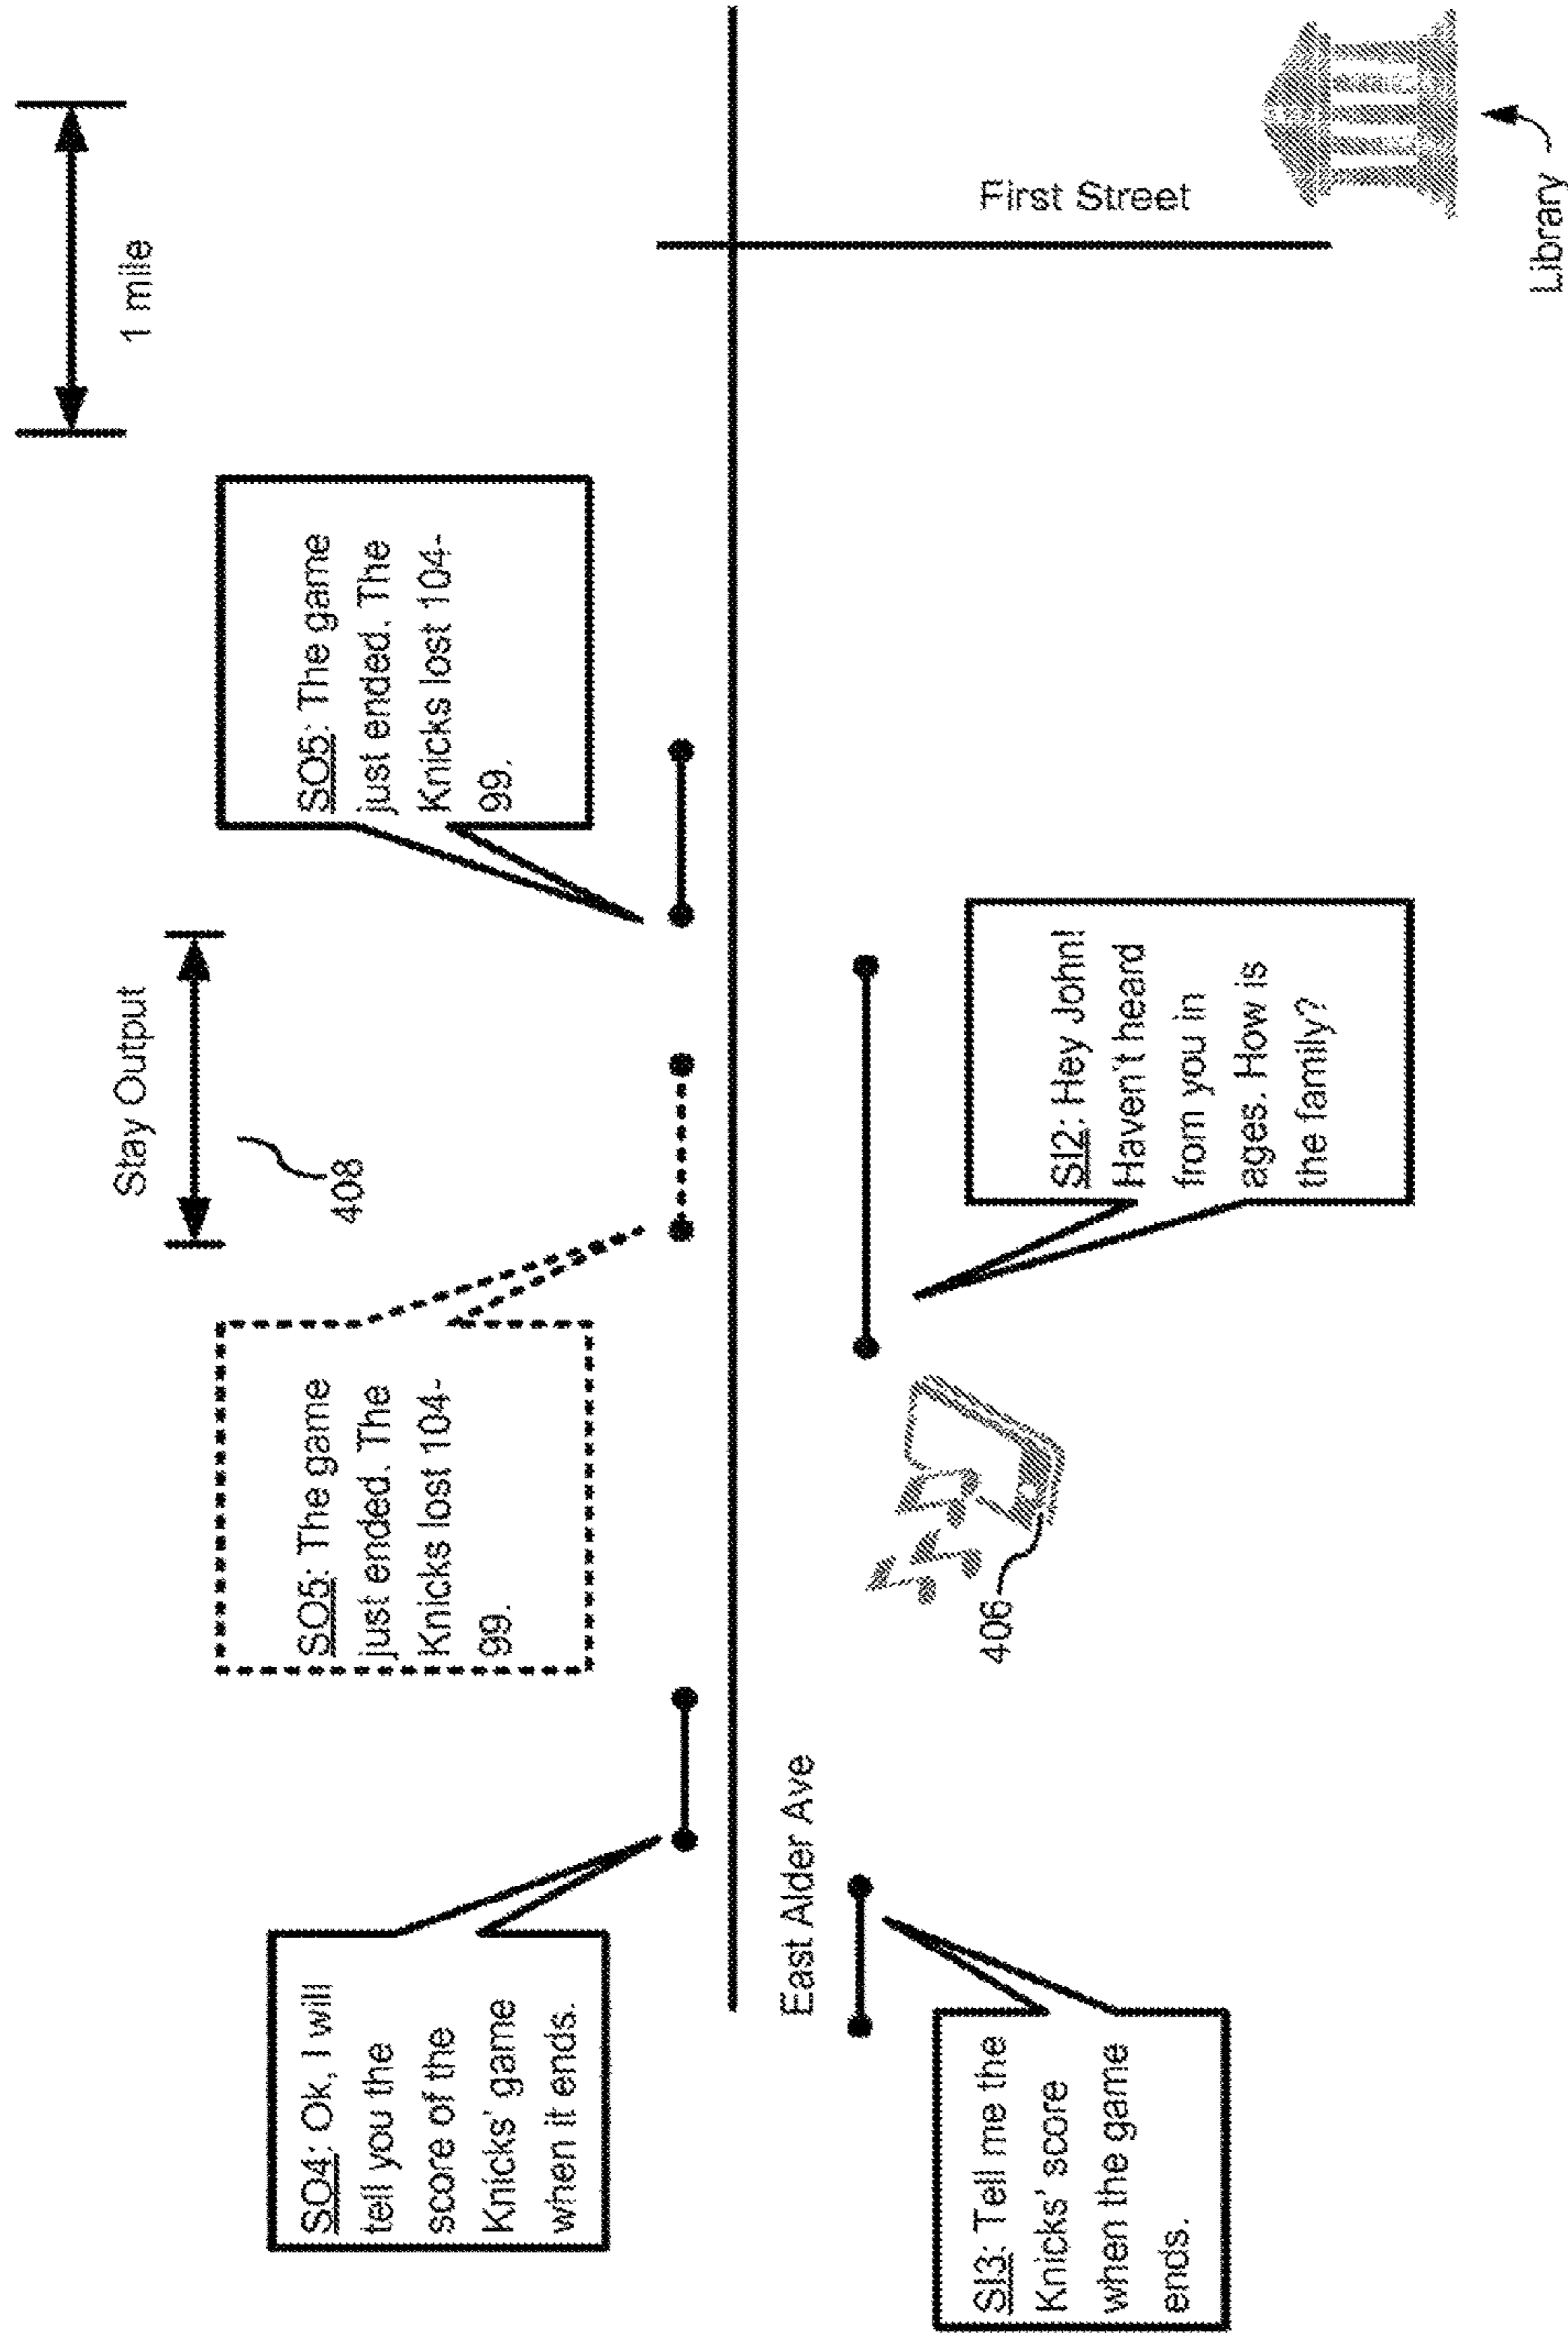 1 mile
Stay Output
408
SO4: Ok, I will
tell you the
score of the
Knicks' game
when it ends.
SO5: The game
just ended. The
Knicks lost 104-
99.
SO5: The game
just ended. The
Knicks lost 104-
99.
East Alder Ave
First Street
SI3: Tell me the
Knicks' score
when the game
ends.
406
SI2: Hey John!
Haven't heard
from you in
ages. How is
the family?
Library